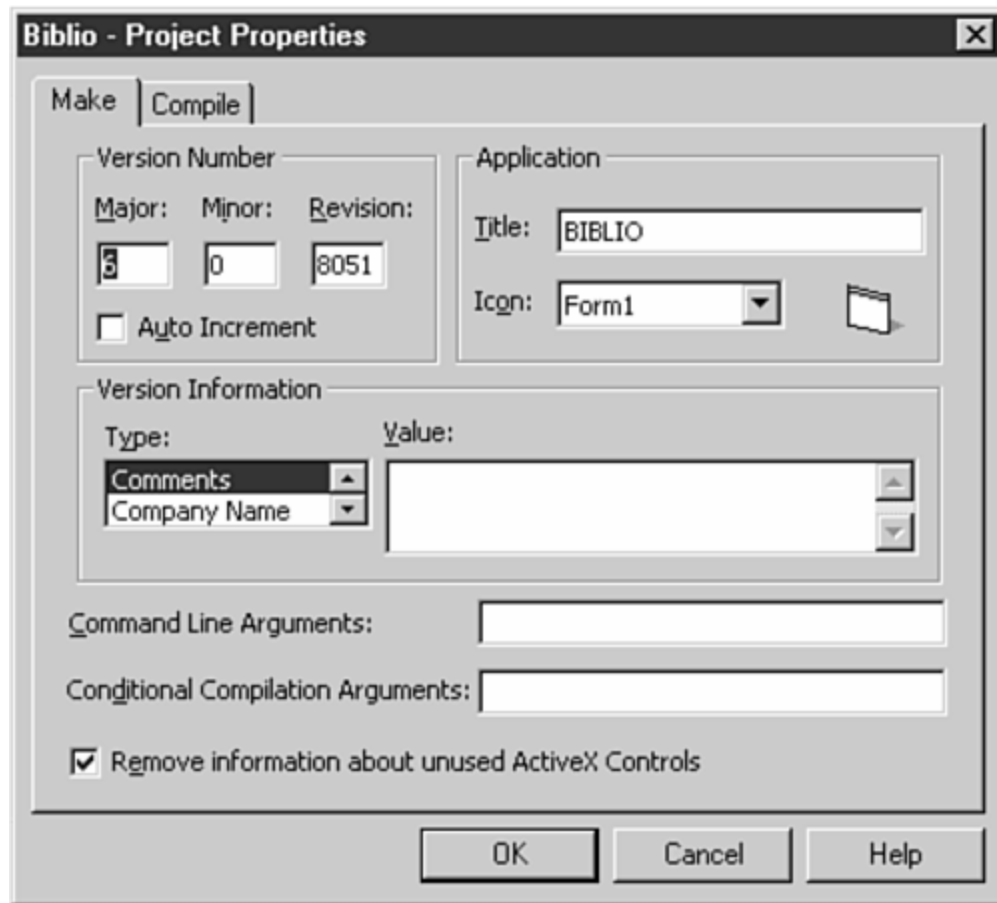 Biblio - Project Properties
Make Compile
Version Number
Major: Minor: Revision:
6 0 8051
Auto Increment
Application
Title: BIBLIO
Icon: Form1
Version Information
Type: Value:
Comments
Company Name
Command Line Arguments:
Conditional Compilation Arguments:
Remove information about unused ActiveX Controls
OK Cancel Help